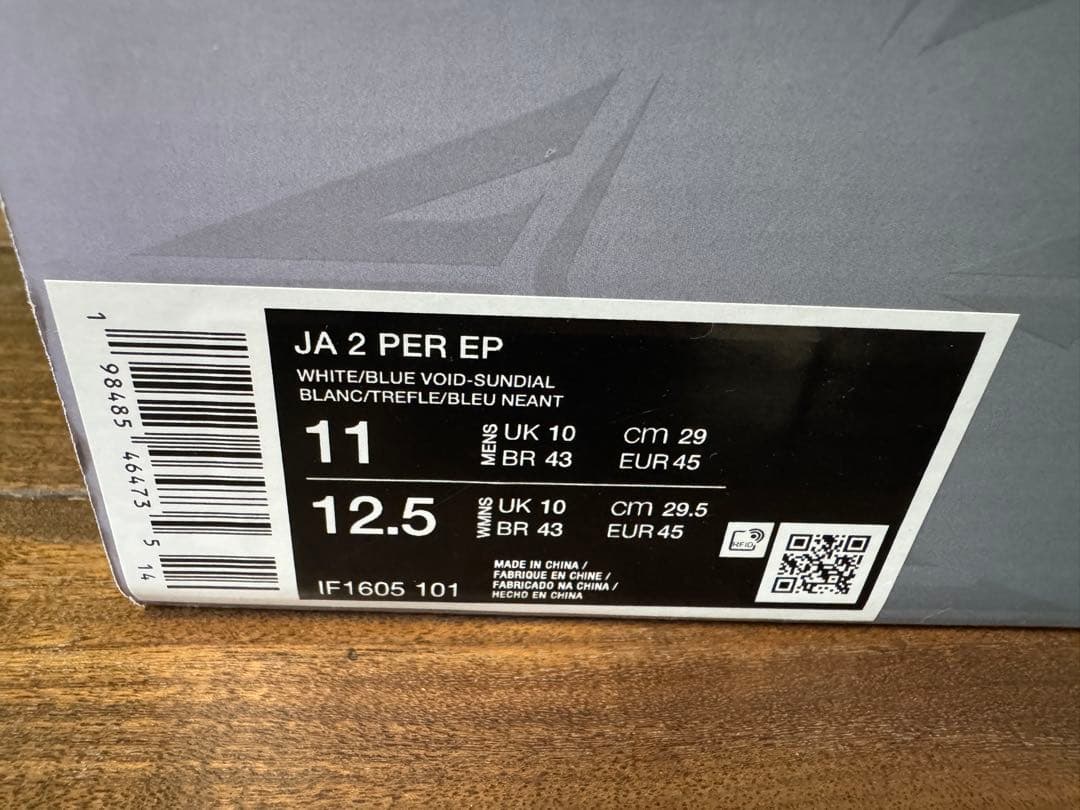 JA 2 PER EP
WHITE/BLUE VOID-SUNDIAL
BLANC/TREFLE/BLEU NEANT
11
MENS
UK 10
cm 29
BR 43
EUR 45
12.5
WMNS
UK 10
cm 29.5
BR 43
EUR 45
RFID
IF1605 101
MADE IN CHINA /
FABRIQUE EN CHINE /
FABRICADO NA CHINA /
HECHO EN CHINA
1 98485 46473 5 14